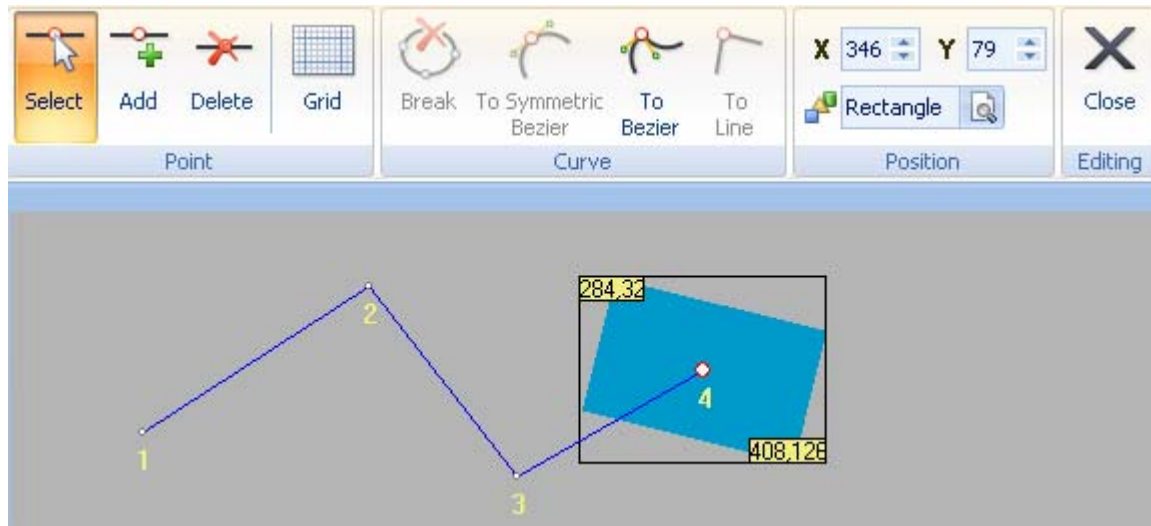 X 346 Y 79
Select Add Delete Grid Break To Symmetric Bezier To Bezier To Line Rectangle Close
Point Curve Position Editing
284,32
2
4
1
408,126
3